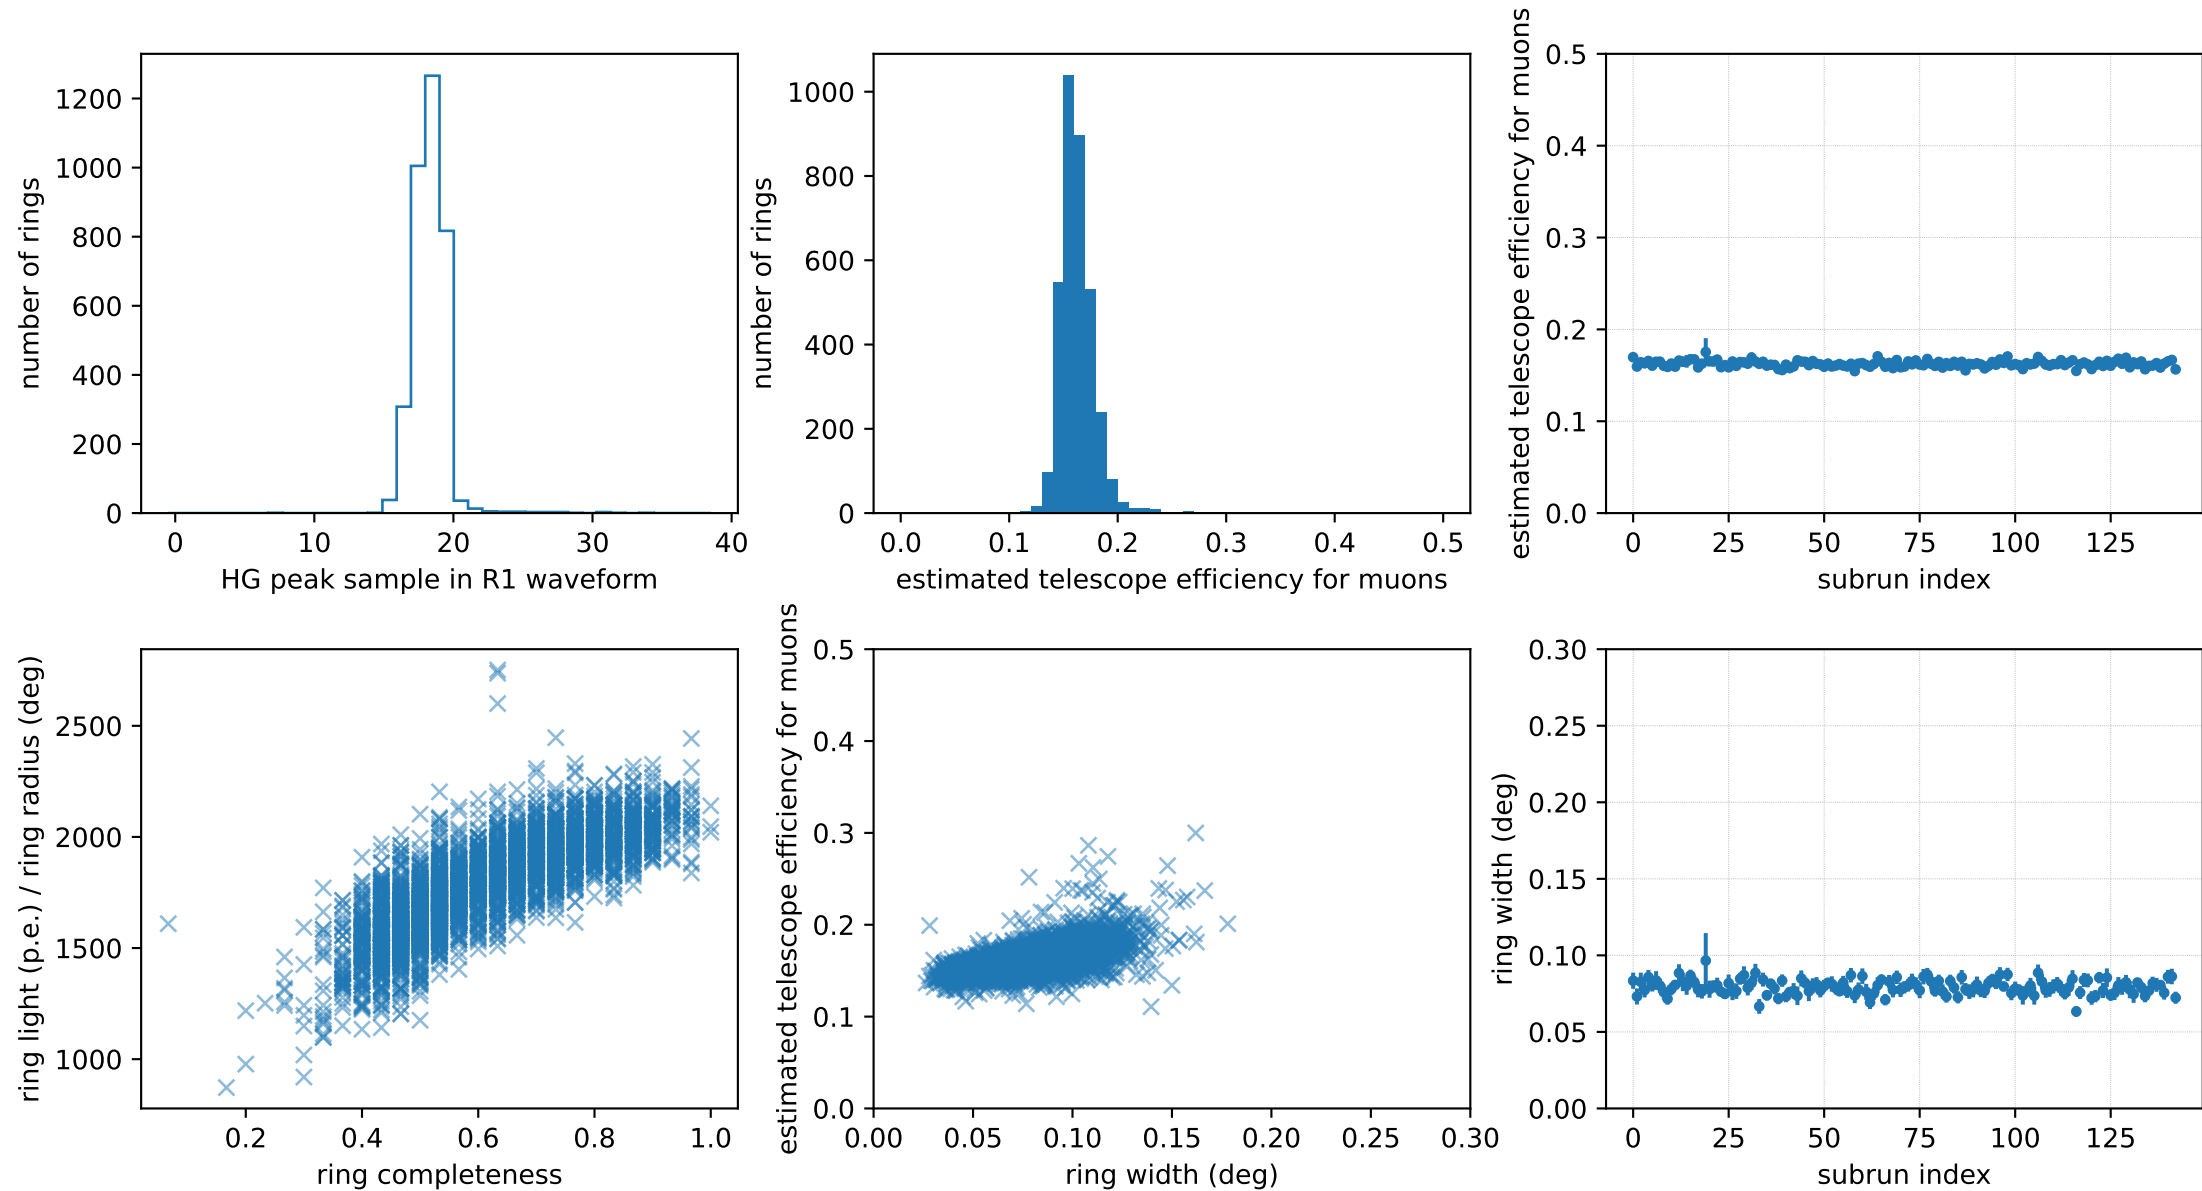 1200
1000
800
600
400
200
0
number of rings
0 10 20 30 40
HG peak sample in R1 waveform
1000
800
600
400
200
0
number of rings
0.0 0.1 0.2 0.3 0.4 0.5
estimated telescope efficiency for muons
0.5
0.4
0.3
0.2
0.1
0.0
estimated telescope efficiency for muons
0 25 50 75 100 125
subrun index
2500
2000
1500
1000
ring light (p.e.) / ring radius (deg)
0.2 0.4 0.6 0.8 1.0
ring completeness
0.5
0.4
0.3
0.2
0.1
0.0
estimated telescope efficiency for muons
0.00 0.05 0.10 0.15 0.20 0.25 0.30
ring width (deg)
0.30
0.25
0.20
0.15
0.10
0.05
0.00
ring width (deg)
0 25 50 75 100 125
subrun index